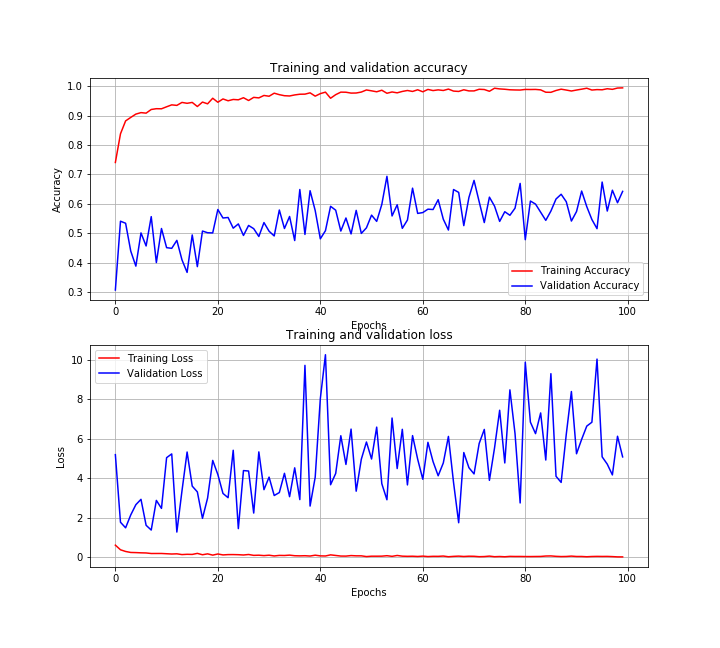 Training and validation accuracy
Accuracy
1.0
0.9
0.8
0.7
0.6
0.5
0.4
0.3
Training Accuracy
Validation Accuracy
0 20 40 60 80 100
Epochs
Training and validation loss
Loss
10
8
6
4
2
0
Training Loss
Validation Loss
0 20 40 60 80 100
Epochs